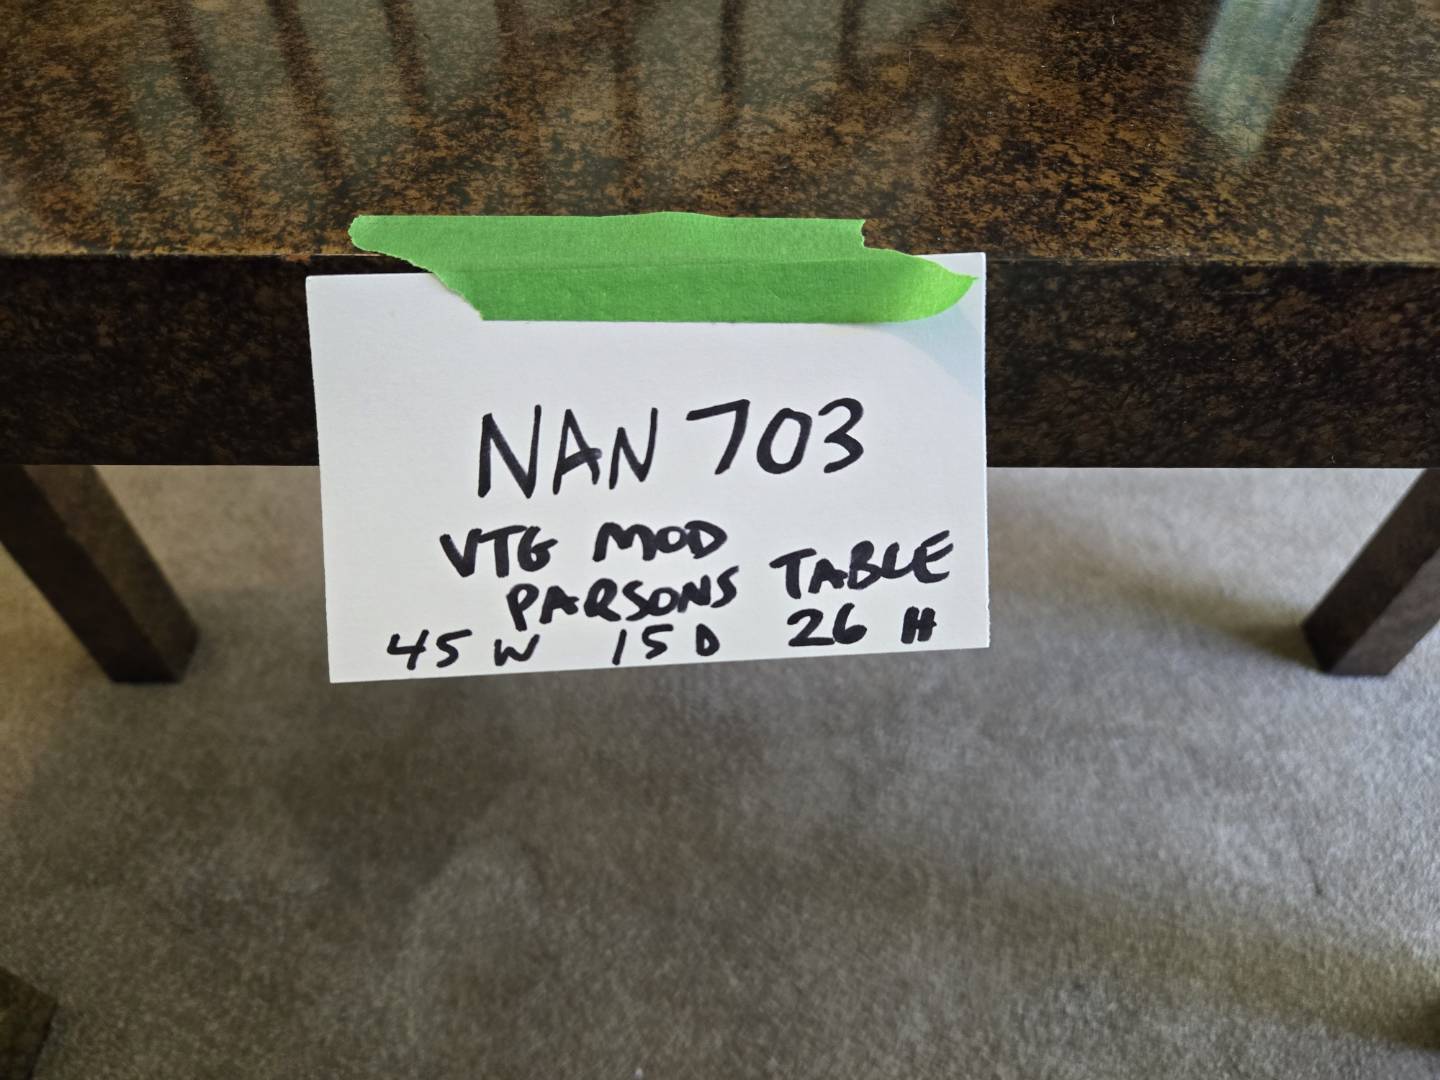 NAN 703
VTG MOD
PARSONS TABLE
45 W 15 D 26 H